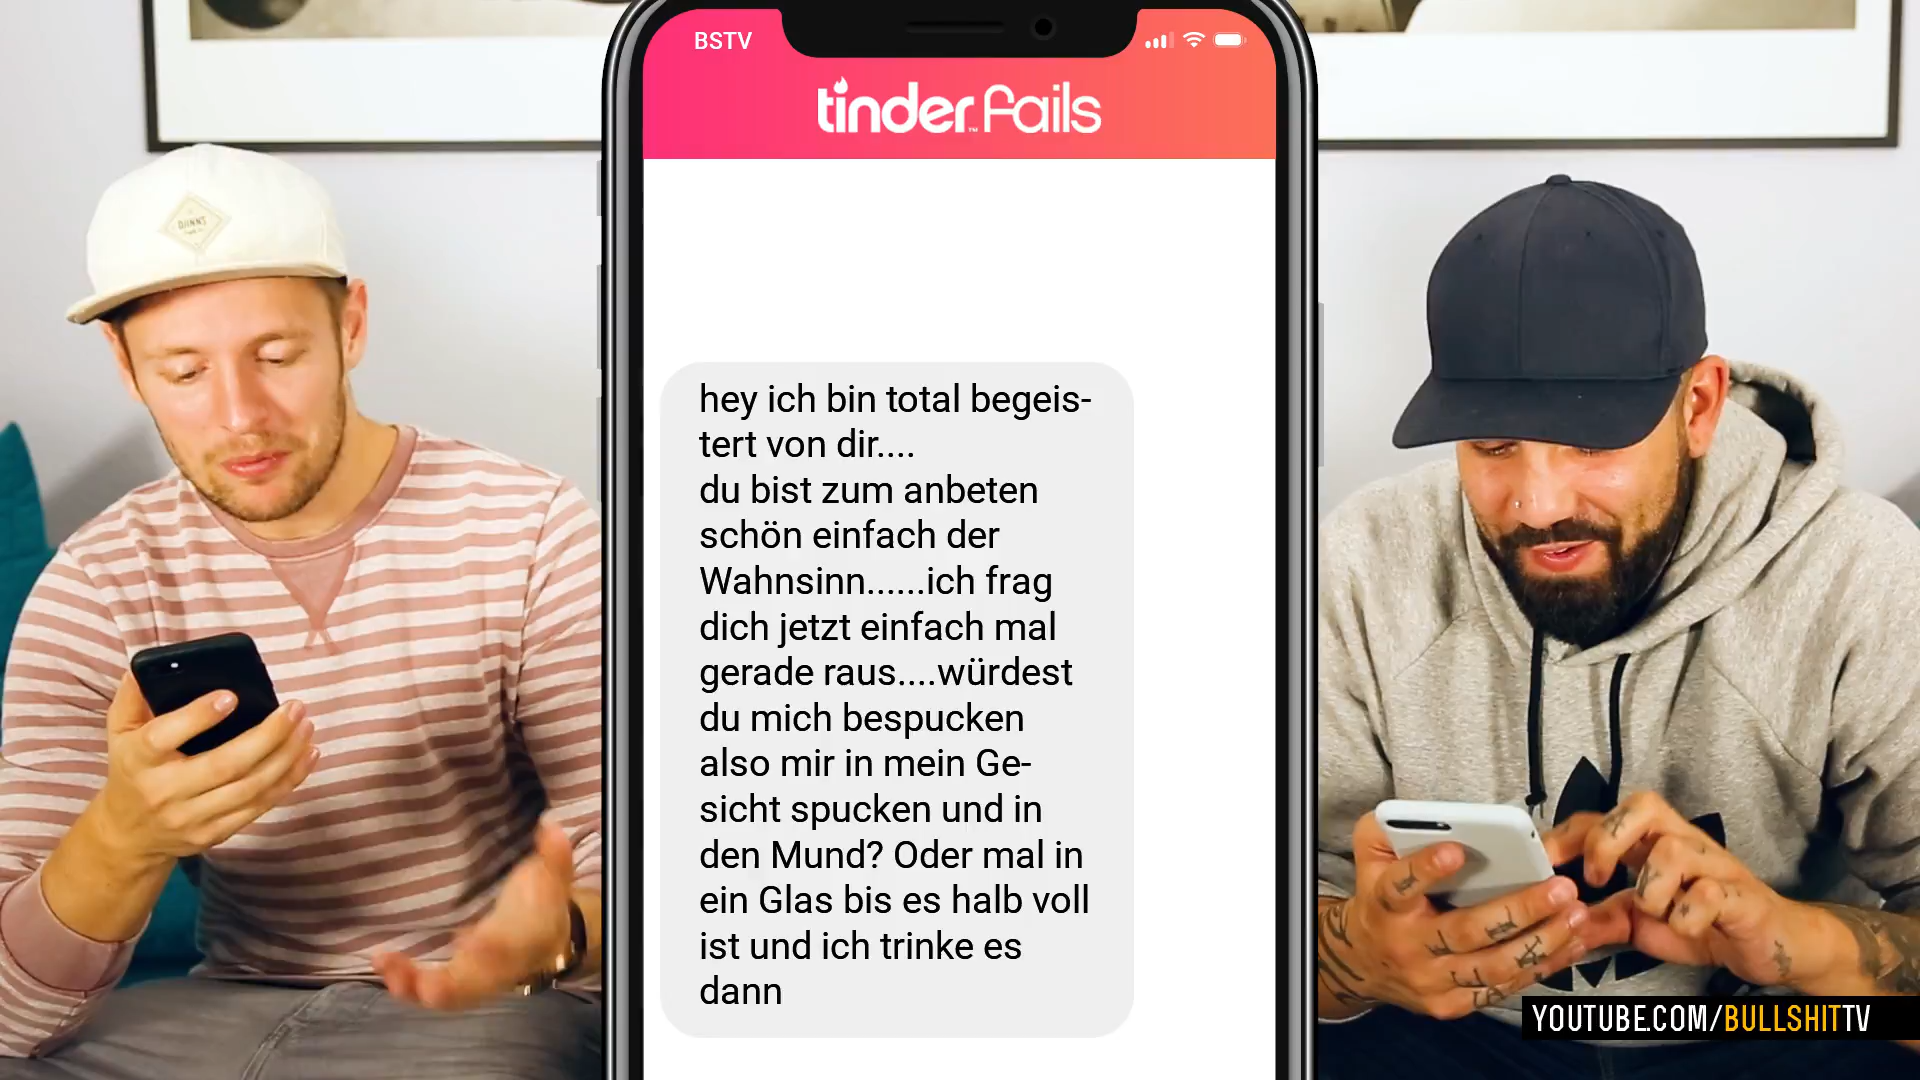 BSTV
tinder fails
DJINNS
hey ich bin total begeis-
tert von dir....
du bist zum anbeten
schön einfach der
Wahnsinn......ich frag
dich jetzt einfach mal
gerade raus....würdest
du mich bespucken
also mir in mein Ge-
sicht spucken und in
den Mund? Oder mal in
ein Glas bis es halb voll
ist und ich trinke es
dann
YOUTUBE.COM/BULLSHITTV